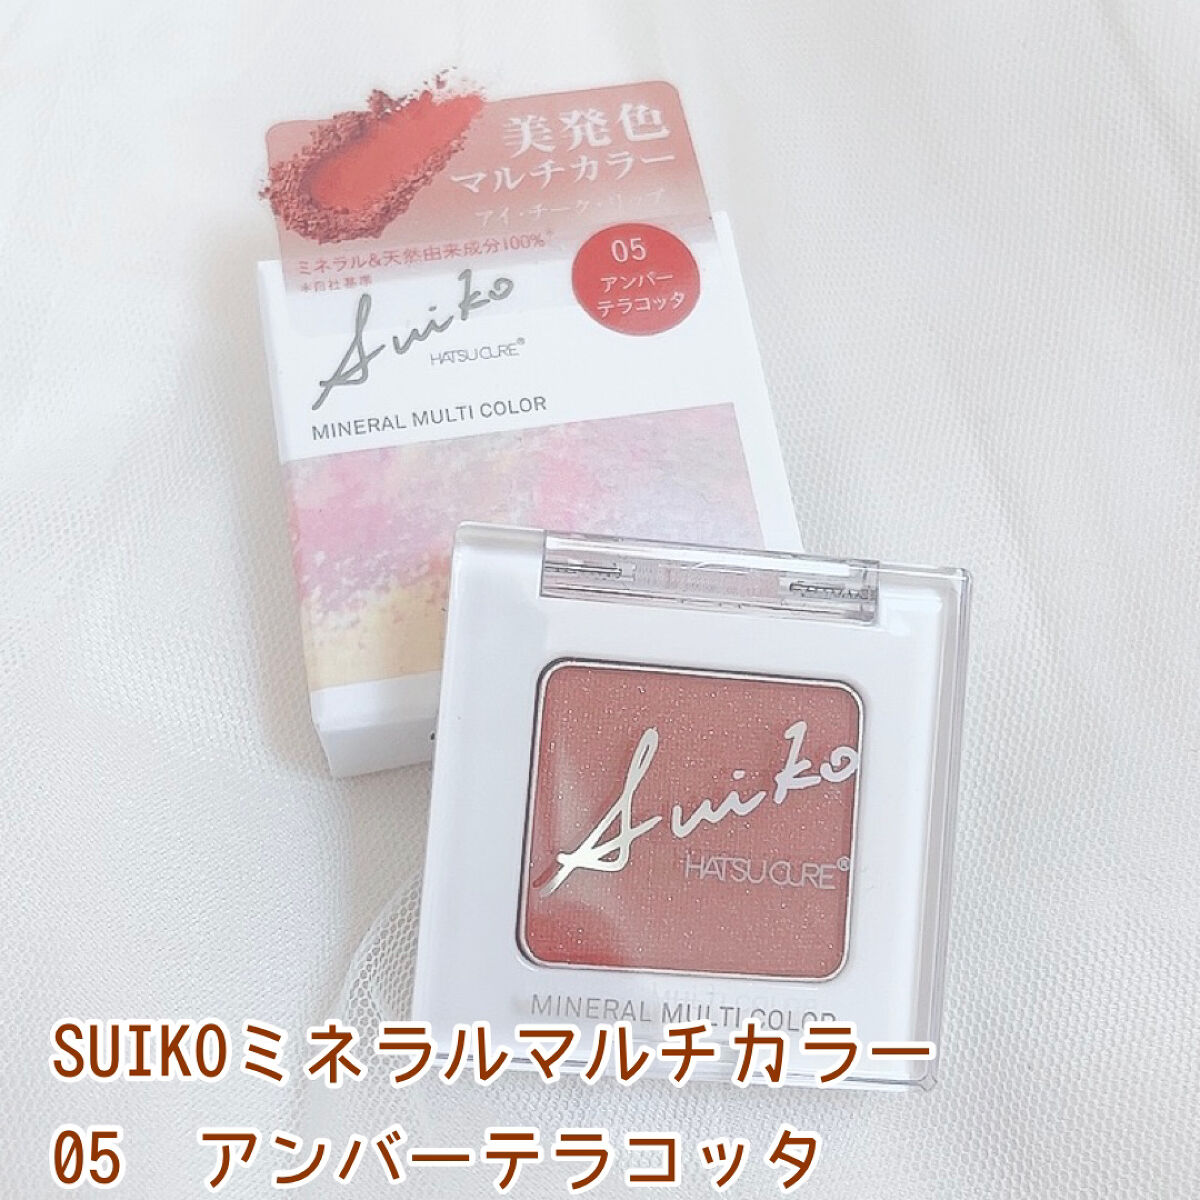 美発色
マルチカラー
アイ・チーク・リップ
ミネラル&天然由来成分100%*
*自社基準
05
アンバー
テラコッタ
Suiko
HATSUCURE®
MINERAL MULTI COLOR
Suiko
HATSUCURE®
MINERAL MULTI COLOR
SUIKOミネラルマルチカラー
05 アンバーテラコッタ